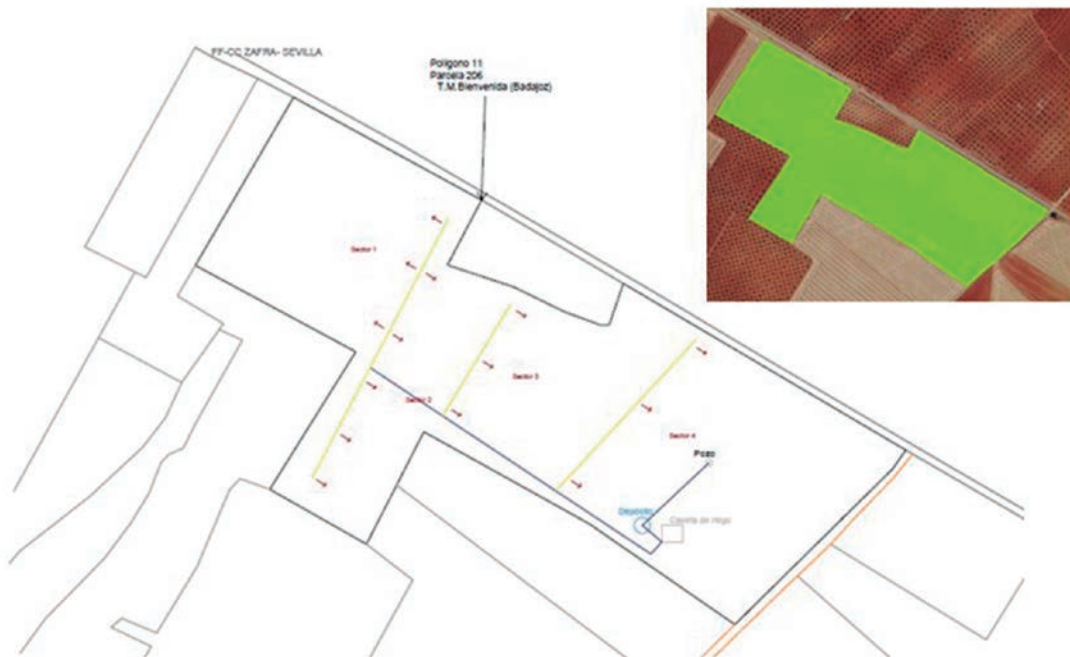 FF-CC ZAFRA- SEVILLA
Polígono 11
Parcela 206
T.M.Bienvenida (Badajoz)
Sector 1
Sector 2
Sector 3
Sector 4
Pozo
Depósito
Caseta de riego